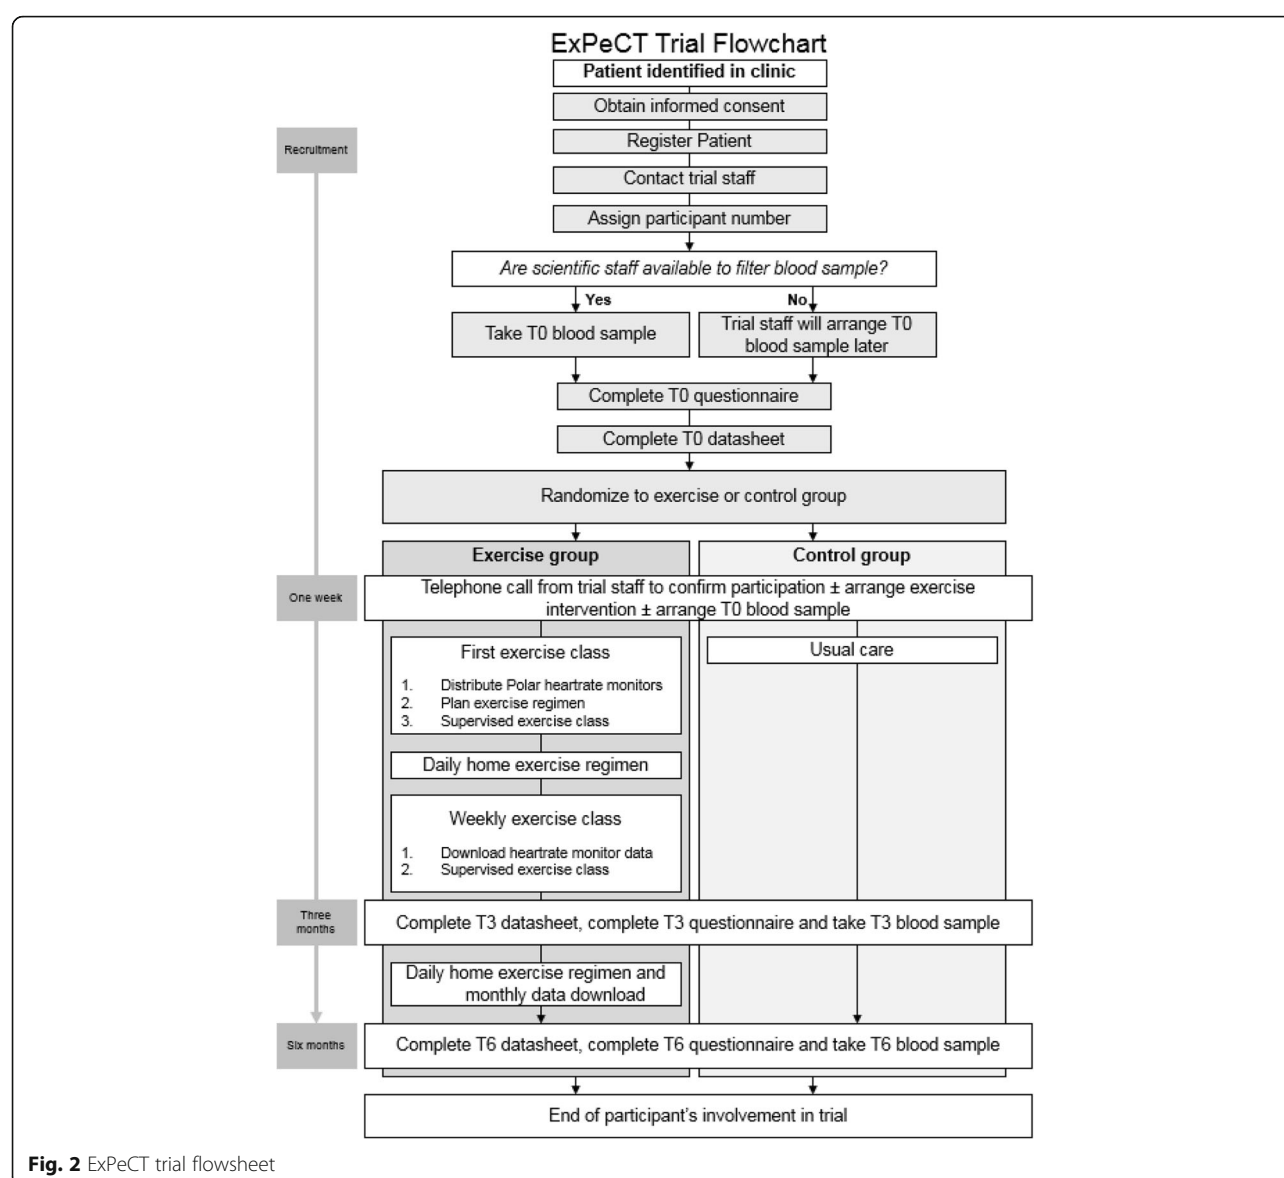 ExPeCT Trial Flowchart
Patient identified in clinic
Obtain informed consent
Recruitment
Register Patient
Contact trial staff
Assign participant number
Are scientific staff available to filter blood sample?
Yes
No
Take T0 blood sample
Trial staff will arrange T0
blood sample later
Complete T0 questionnaire
Complete T0 datasheet
Randomize to exercise or control group
Exercise group
Control group
One week
Telephone call from trial staff to confirm participation ± arrange exercise
intervention ± arrange T0 blood sample
First exercise class
1. Distribute Polar heartrate monitors
2. Plan exercise regimen
3. Supervised exercise class
Usual care
Daily home exercise regimen
Weekly exercise class
1. Download heartrate monitor data
2. Supervised exercise class
Three
months
Complete T3 datasheet, complete T3 questionnaire and take T3 blood sample
Daily home exercise regimen and
monthly data download
Six months
Complete T6 datasheet, complete T6 questionnaire and take T6 blood sample
End of participant's involvement in trial
Fig. 2 ExPeCT trial flowsheet